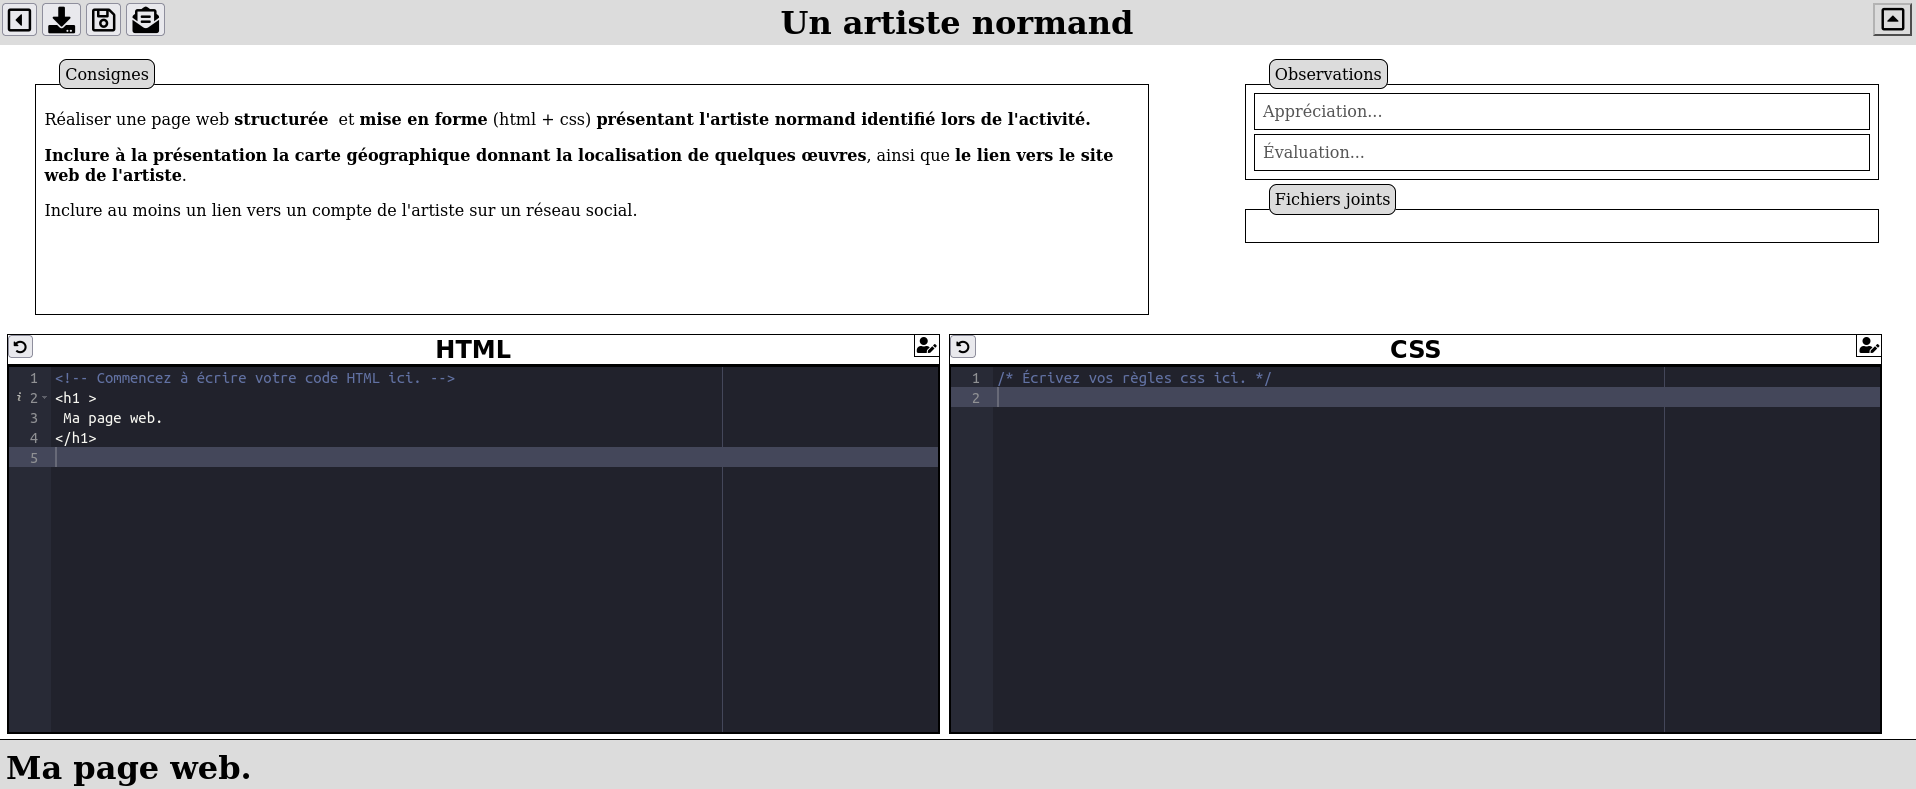 Un artiste normand
Consignes
Réaliser une page web structurée  et mise en forme (html + css) présentant l'artiste normand identifié lors de l'activité.
Inclure à la présentation la carte géographique donnant la localisation de quelques œuvres, ainsi que le lien vers le site
web de l'artiste.
Inclure au moins un lien vers un compte de l'artiste sur un réseau social.
Observations
Appréciation...
Évaluation...
Fichiers joints
HTML
1 <!-- Commencez à écrire votre code HTML ici. -->
i 2 <h1 >
3  Ma page web.
4 </h1>
5
CSS
1 /* Écrivez vos règles css ici. */
2
Ma page web.